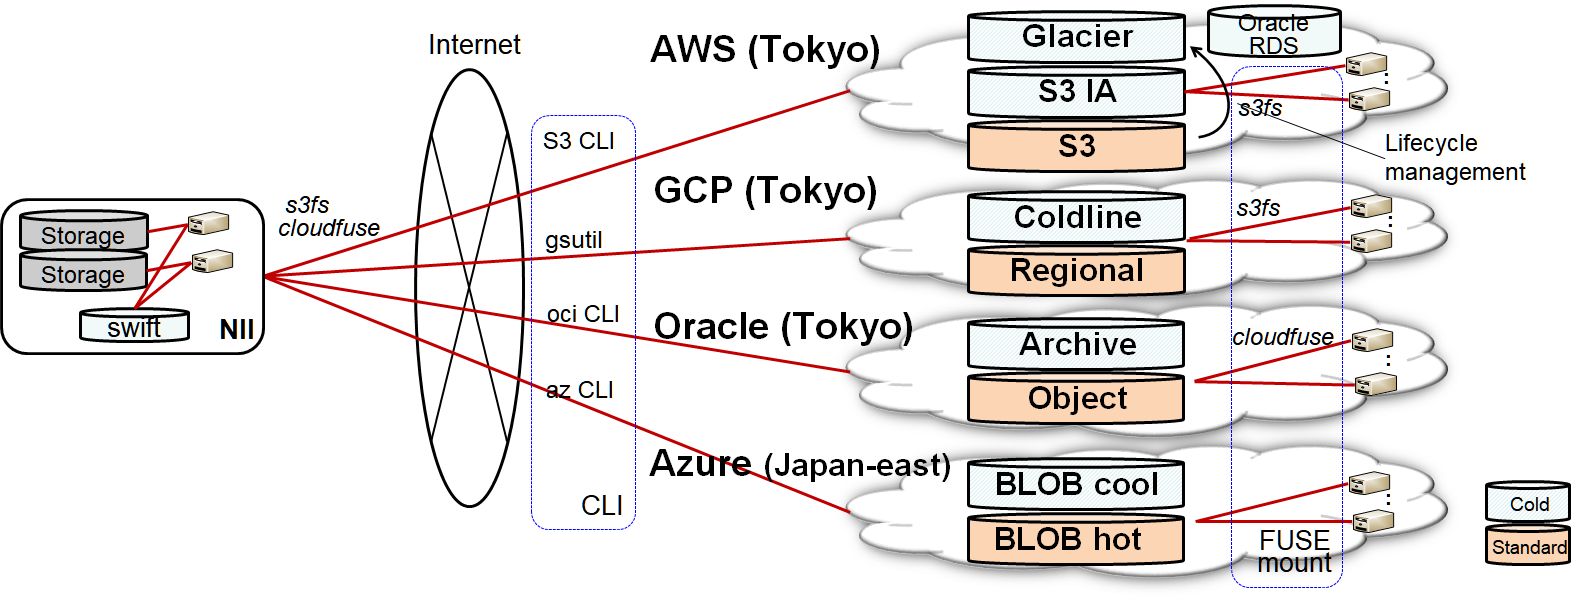 Internet
AWS (Tokyo)
Glacier
Oracle
RDS
S3 IA
s3fs
S3
Lifecycle
management
S3 CLI
GCP (Tokyo)
Coldline
s3fs
Regional
s3fs
cloudfuse
gsutil
Storage
Storage
swift
NII
oci CLI
Oracle (Tokyo)
Archive
cloudfuse
Object
az CLI
Azure (Japan-east)
BLOB cool
BLOB hot
CLI
FUSE
mount
Cold
Standard